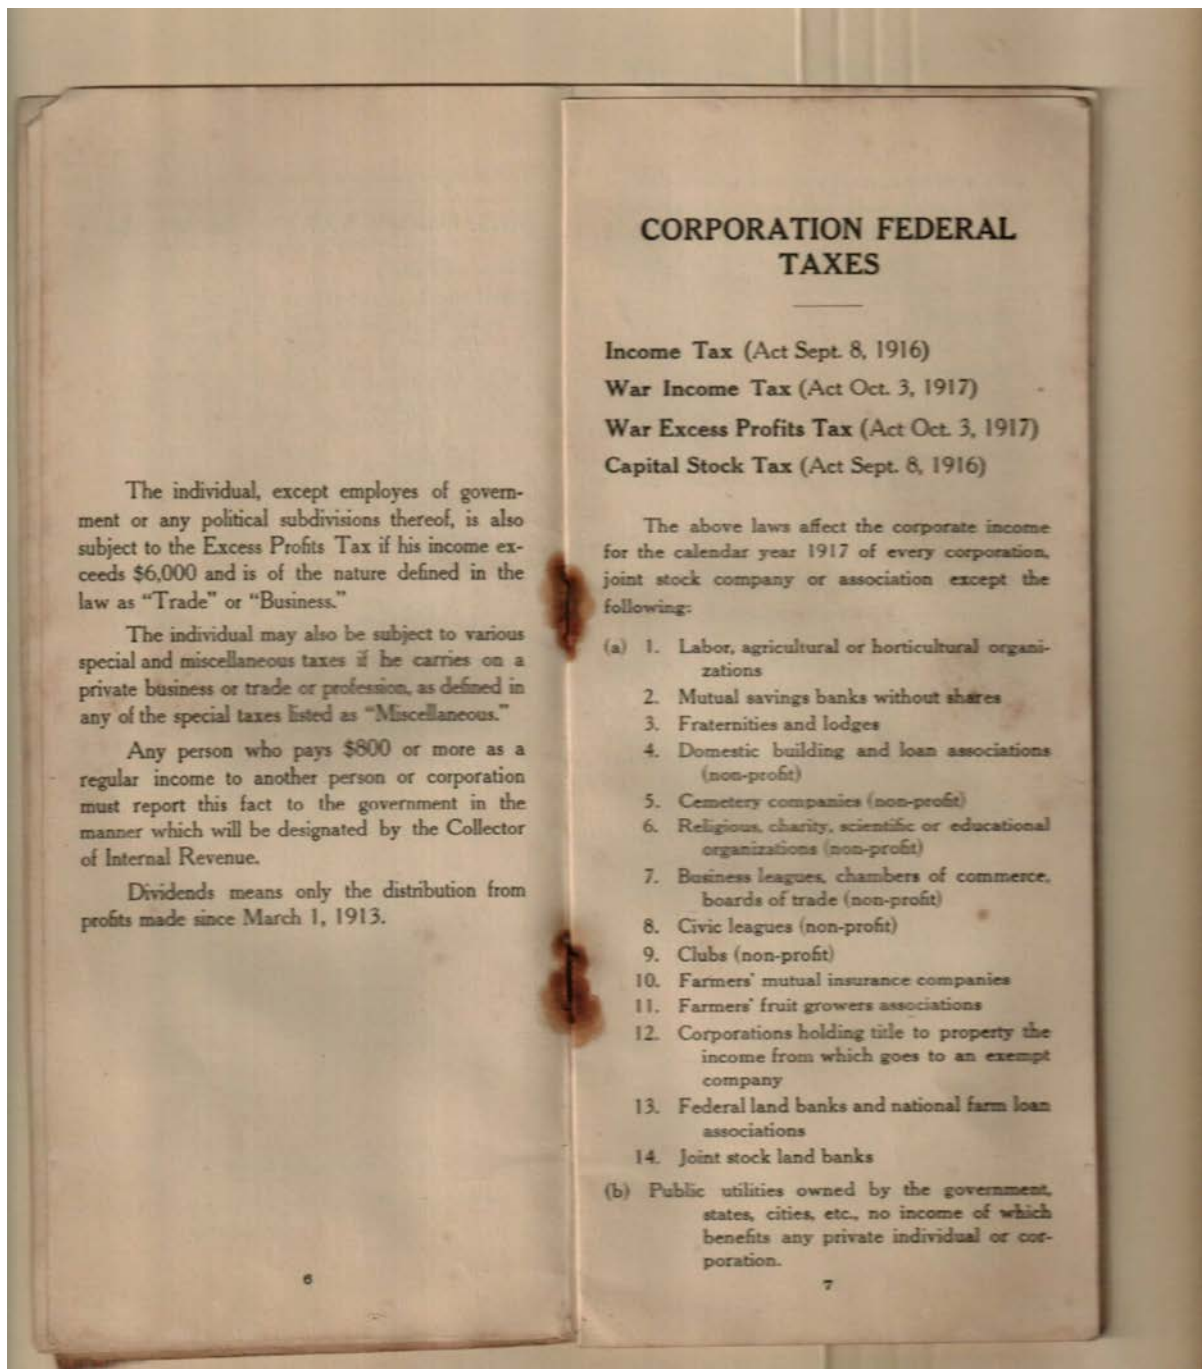 The individual, except employes of govern-
ment or any political subdivisions thereof, is also
subject to the Excess Profits Tax if his income ex-
ceeds $6,000 and is of the nature defined in the
law as “Trade” or “Business.”
The individual may also be subject to various
special and miscellaneous taxes if he carries on a
private business or trade or profession, as defined in
any of the special taxes listed as “Miscellaneous.”
Any person who pays $800 or more as a
regular income to another person or corporation
must report this fact to the government in the
manner which will be designated by the Collector
of Internal Revenue.
Dividends means only the distribution from
profits made since March 1, 1913.
6
CORPORATION FEDERAL
TAXES
Income Tax (Act Sept. 8, 1916)
War Income Tax (Act Oct. 3, 1917)
War Excess Profits Tax (Act Oct. 3, 1917)
Capital Stock Tax (Act Sept. 8, 1916)
The above laws affect the corporate income
for the calendar year 1917 of every corporation,
joint stock company or association except the
following:
(a) 1. Labor, agricultural or horticultural organi-
zations
2. Mutual savings banks without shares
3. Fraternities and lodges
4. Domestic building and loan associations
(non-profit)
5. Cemetery companies (non-profit)
6. Religious, charity, scientific or educational
organizations (non-profit)
7. Business leagues, chambers of commerce,
boards of trade (non-profit)
8. Civic leagues (non-profit)
9. Clubs (non-profit)
10. Farmers' mutual insurance companies
11. Farmers' fruit growers associations
12. Corporations holding title to property the
income from which goes to an exempt
company
13. Federal land banks and national farm loan
associations
14. Joint stock land banks
(b) Public utilities owned by the government,
states, cities, etc., no income of which
benefits any private individual or cor-
poration.
7